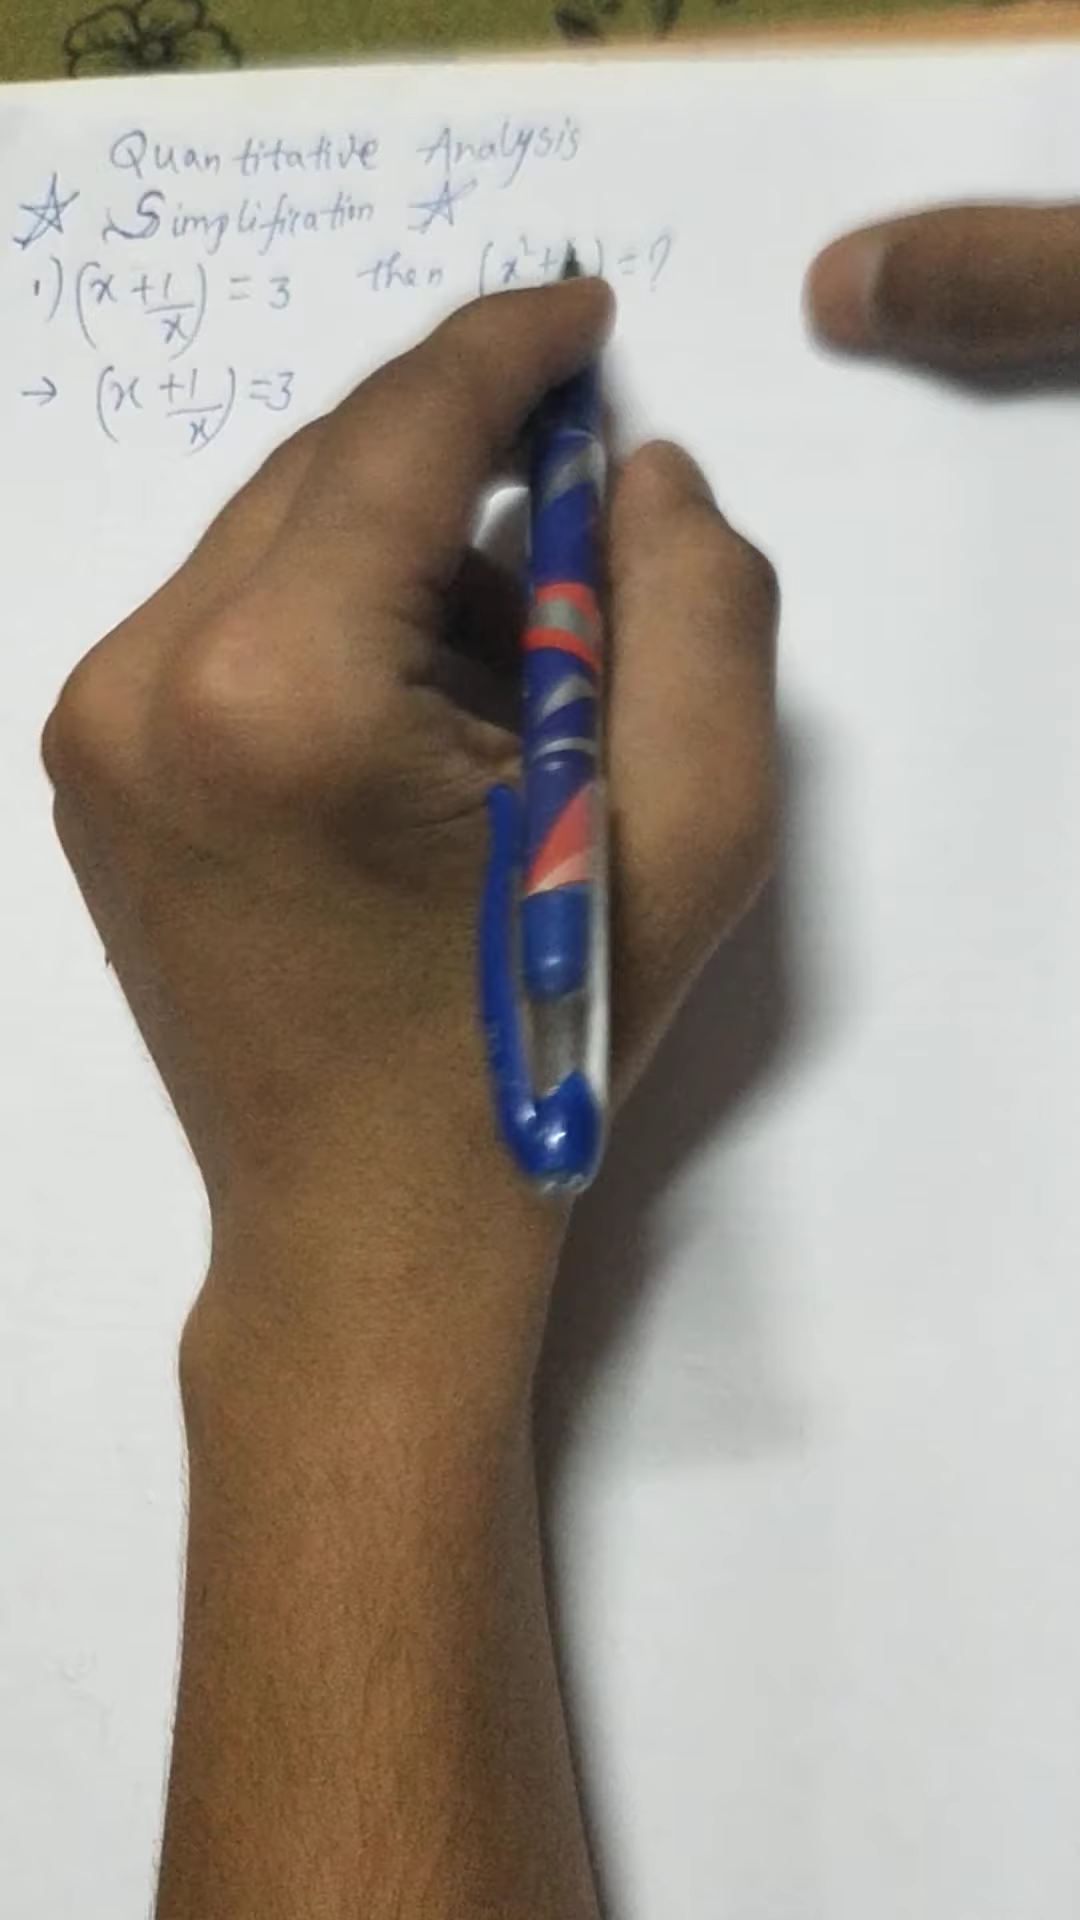 Quantitative Analysis
☆ Simplification ☆
1) (x + 1/x) = 3 then (x² + ) = ?
→ (x + 1/x) = 3